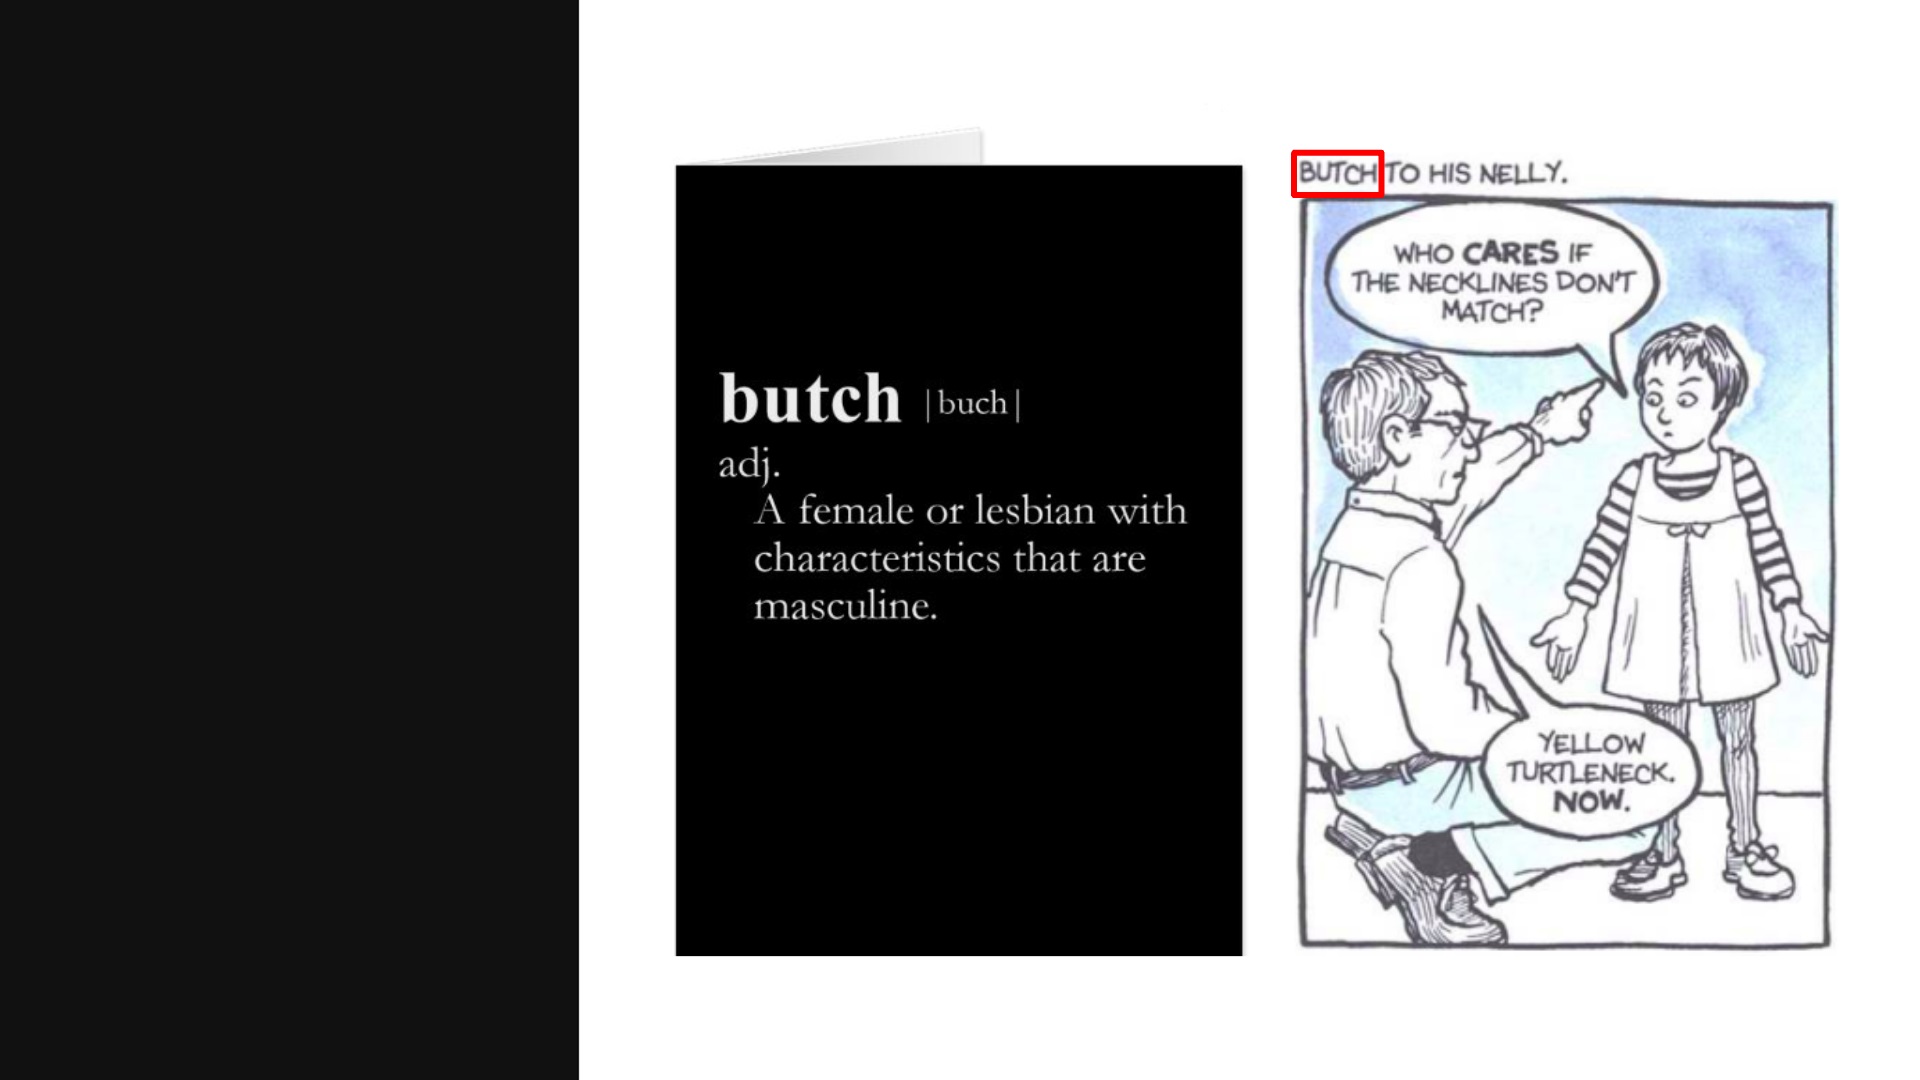 butch |buch|
adj.
A female or lesbian with
characteristics that are
masculine.
BUTCH TO HIS NELLY.
WHO CARES IF
THE NECKLINES DON'T
MATCH?
YELLOW
TURTLENECK.
NOW.